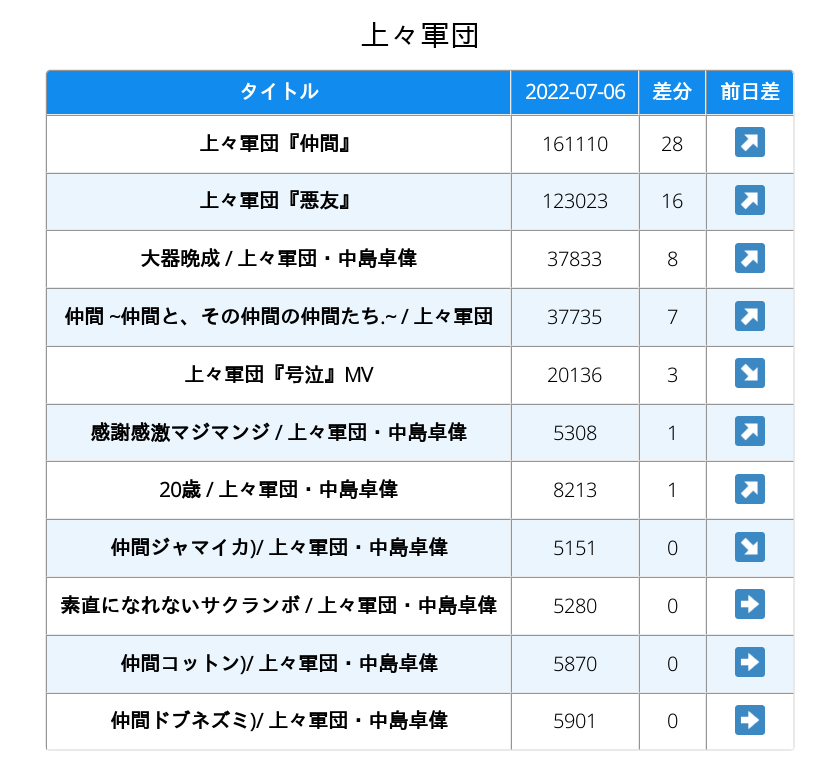 上々軍団
タイトル 2022-07-06 差分 前日差
上々軍団『仲間』 161110 28 ↗
上々軍団『悪友』 123023 16 ↗
大器晩成 / 上々軍団・中島卓偉 37833 8 ↗
仲間 ~仲間と、その仲間の仲間たち.~ / 上々軍団 37735 7 ↗
上々軍団『号泣』MV 20136 3 ↘
感謝感激マジマンジ / 上々軍団・中島卓偉 5308 1 ↗
20歳 / 上々軍団・中島卓偉 8213 1 ↗
仲間ジャマイカ)/ 上々軍団・中島卓偉 5151 0 ↘
素直になれないサクランボ / 上々軍団・中島卓偉 5280 0 →
仲間コットン)/ 上々軍団・中島卓偉 5870 0 →
仲間ドブネズミ)/ 上々軍団・中島卓偉 5901 0 →